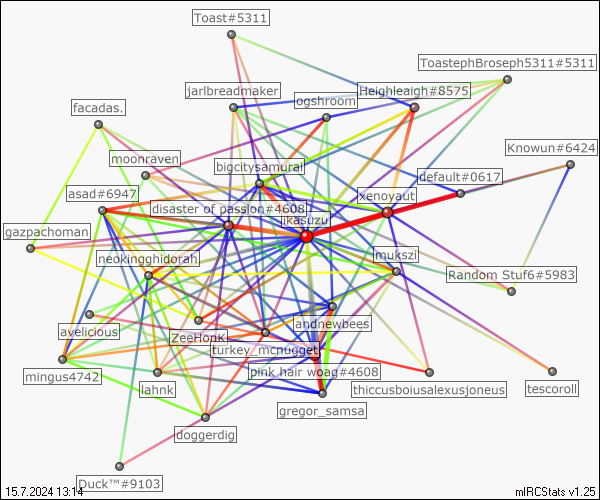 Toast#5311
ToastephBroseph5311#5311
jarlbreadmaker
Heighleaigh#8575
ogshroom
facadas.
Knowun#6424
moonraven
bigcitysamurai
default#0617
asad#6947
xenoyaut
disaster of passion#4608
ikasuzu
gazpachoman
mukszi
neokingghidorah
Random Stuf6#5983
avelicious
andnewbees
ZeeHonk
turkey_mcnugget
mingus4742
pink hair woag#4608
lahnk
thiccusboiusalexusjoneus
tescoroll
gregor_samsa
doggerdig
Duck™#9103
15.7.2024 13:14
mIRCStats v1.25